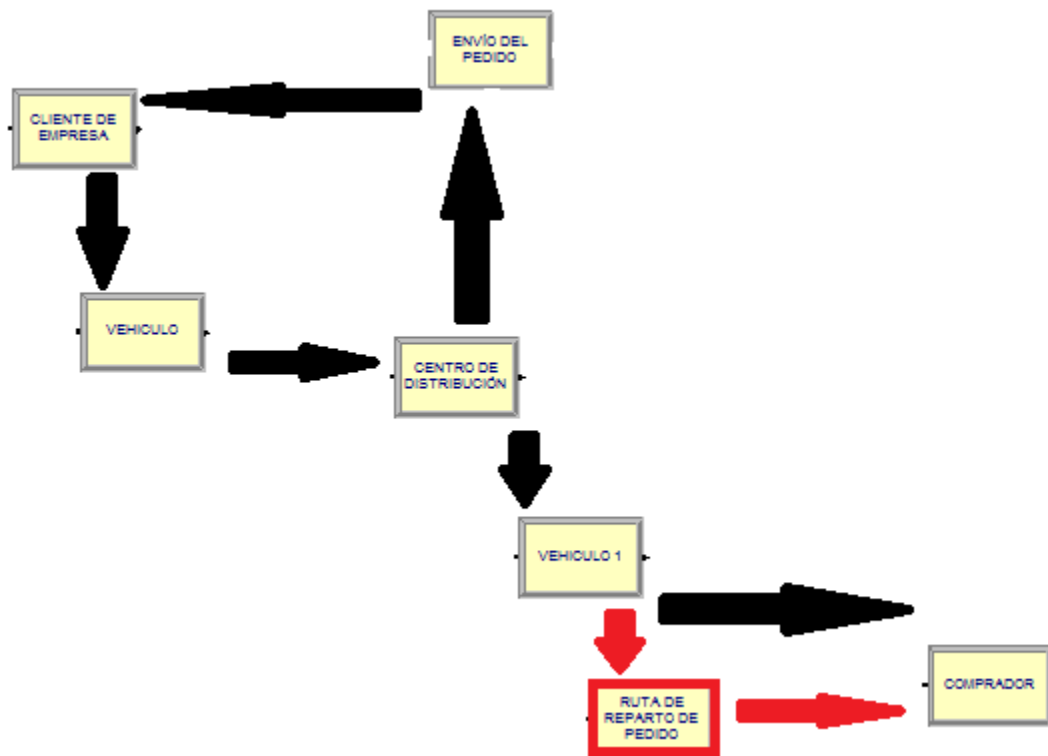 ENVÍO DEL
PEDIDO
CLIENTE DE
EMPRESA
VEHICULO
CENTRO DE
DISTRIBUCIÓN
VEHICULO 1
COMPRADOR
RUTA DE
REPARTO DE
PEDIDO